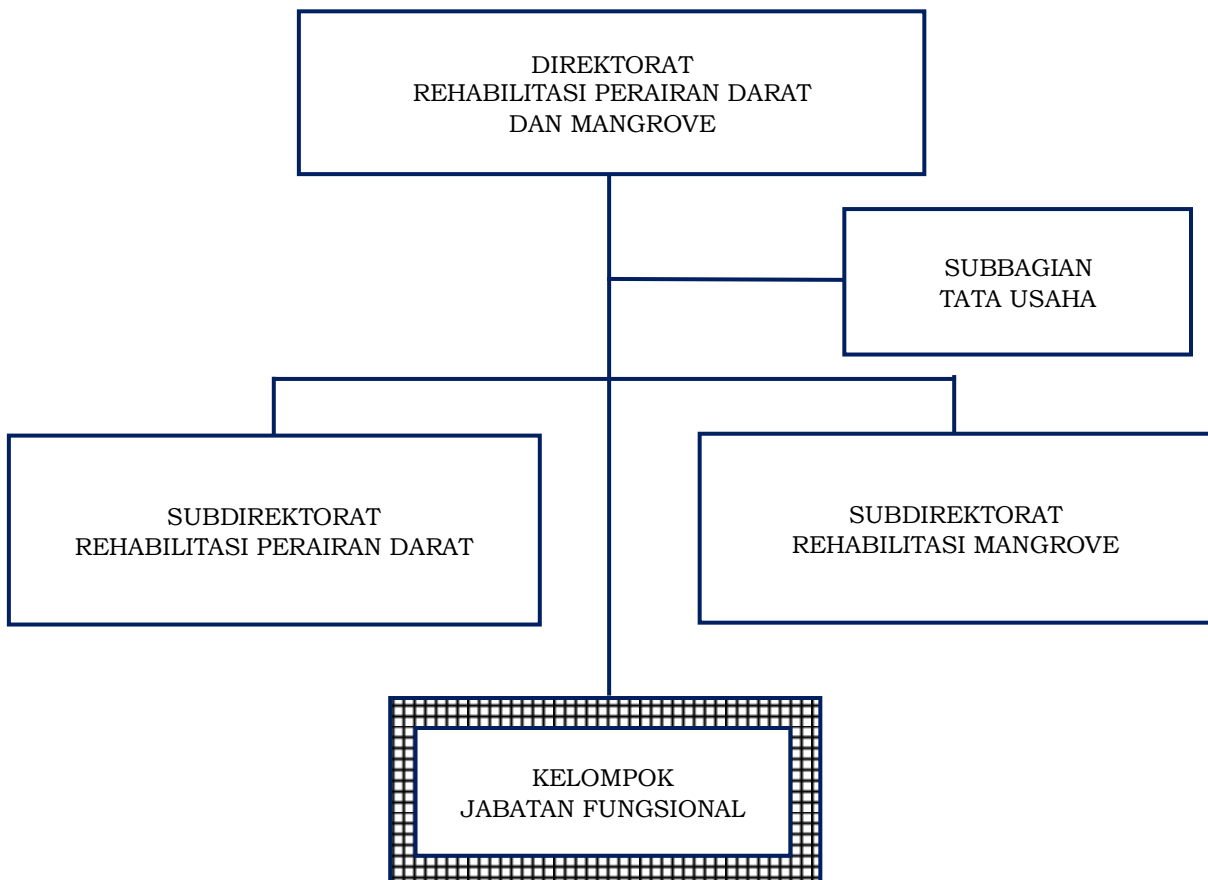 DIREKTORAT
REHABILITASI PERAIRAN DARAT
DAN MANGROVE
SUBBAGIAN
TATA USAHA
SUBDIREKTORAT
REHABILITASI PERAIRAN DARAT
SUBDIREKTORAT
REHABILITASI MANGROVE
KELOMPOK
JABATAN FUNGSIONAL